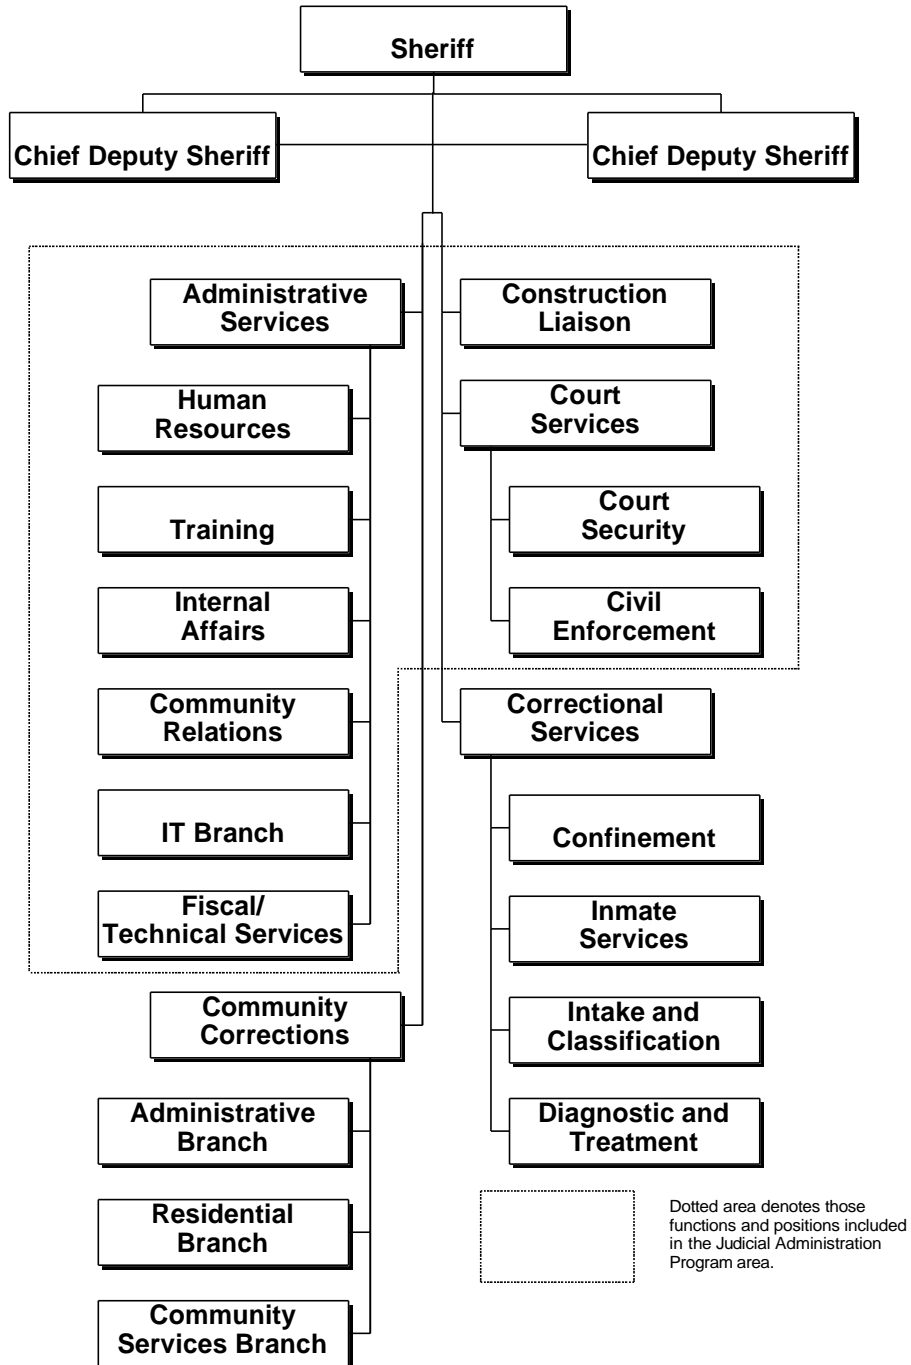 Sheriff
Chief Deputy Sheriff
Chief Deputy Sheriff
Administrative
Services
Human
Resources
Training
Internal
Affairs
Community
Relations
IT Branch
Fiscal/
Technical Services
Community
Corrections
Administrative
Branch
Residential
Branch
Community
Services Branch
Construction
Liaison
Court
Services
Court
Security
Civil
Enforcement
Correctional
Services
Confinement
Inmate
Services
Intake and
Classification
Diagnostic and
Treatment
Dotted area denotes those
functions and positions included
in the Judicial Administration
Program area.